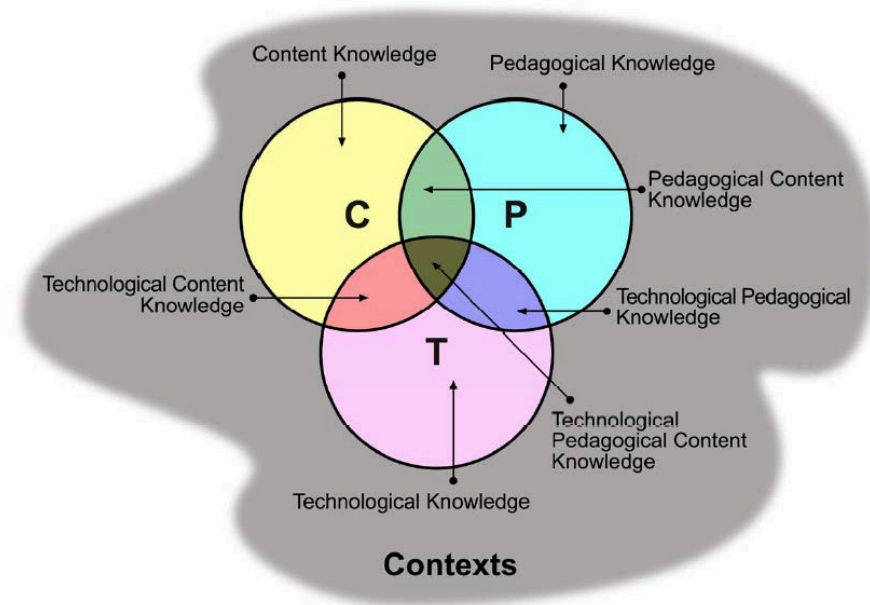 Content Knowledge
Pedagogical Knowledge
Pedagogical Content
Knowledge
C
P
Technological Content
Knowledge
Technological Pedagogical
Knowledge
T
Technological
Pedagogical Content
Knowledge
Technological Knowledge
Contexts